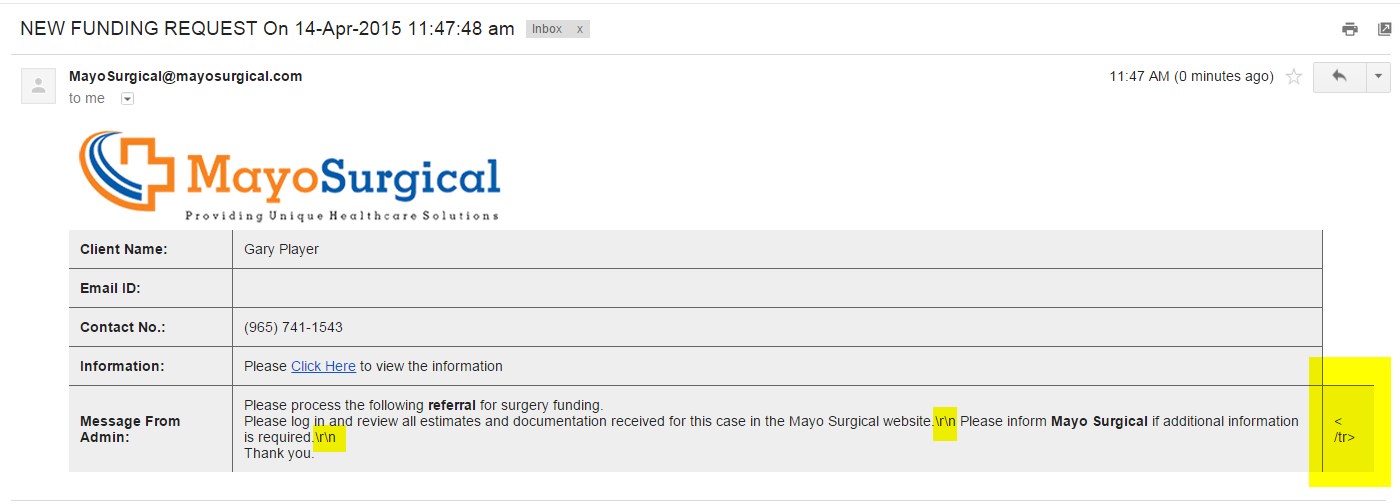 NEW FUNDING REQUEST On 14-Apr-2015 11:47:48 am Inbox x
MayoSurgical@mayosurgical.com 11:47 AM (0 minutes ago)
to me
MayoSurgical
Providing Unique Healthcare Solutions
Client Name: Gary Player
Email ID:
Contact No.: (965) 741-1543
Information: Please Click Here to view the information
Message From Admin:
Please process the following referral for surgery funding.
Please log in and review all estimates and documentation received for this case in the Mayo Surgical website.\r\n Please inform Mayo Surgical if additional information
is required.\r\n
Thank you.
<
/tr>